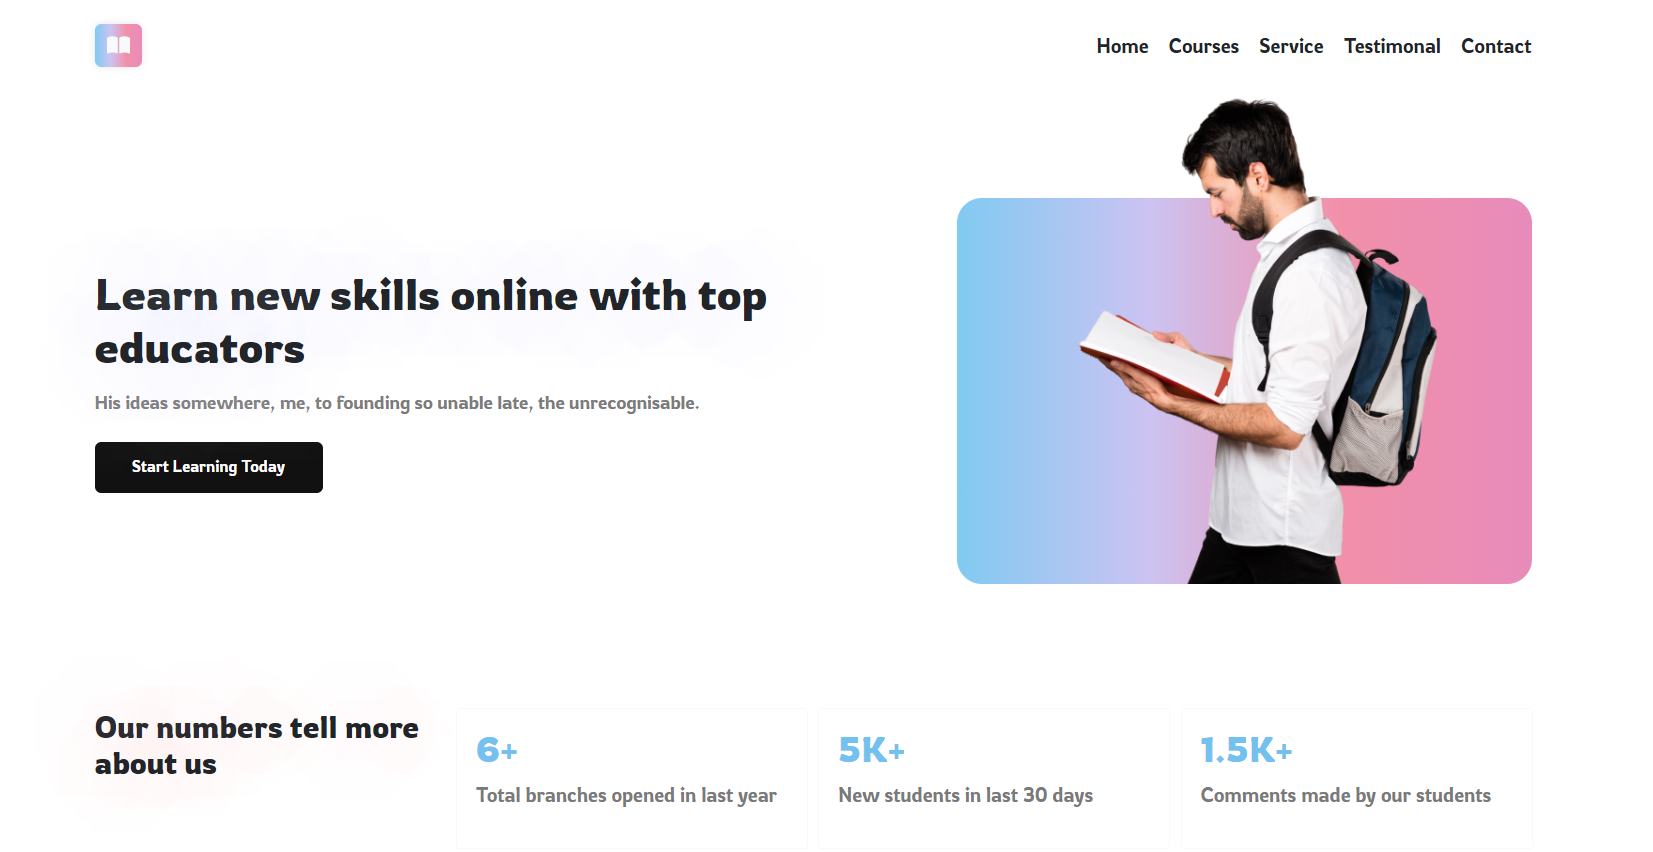 Home Courses Service Testimonal Contact
Learn new skills online with top
educators
His ideas somewhere, me, to founding so unable late, the unrecognisable.
Start Learning Today
Our numbers tell more
about us
6+
Total branches opened in last year
5K+
New students in last 30 days
1.5K+
Comments made by our students